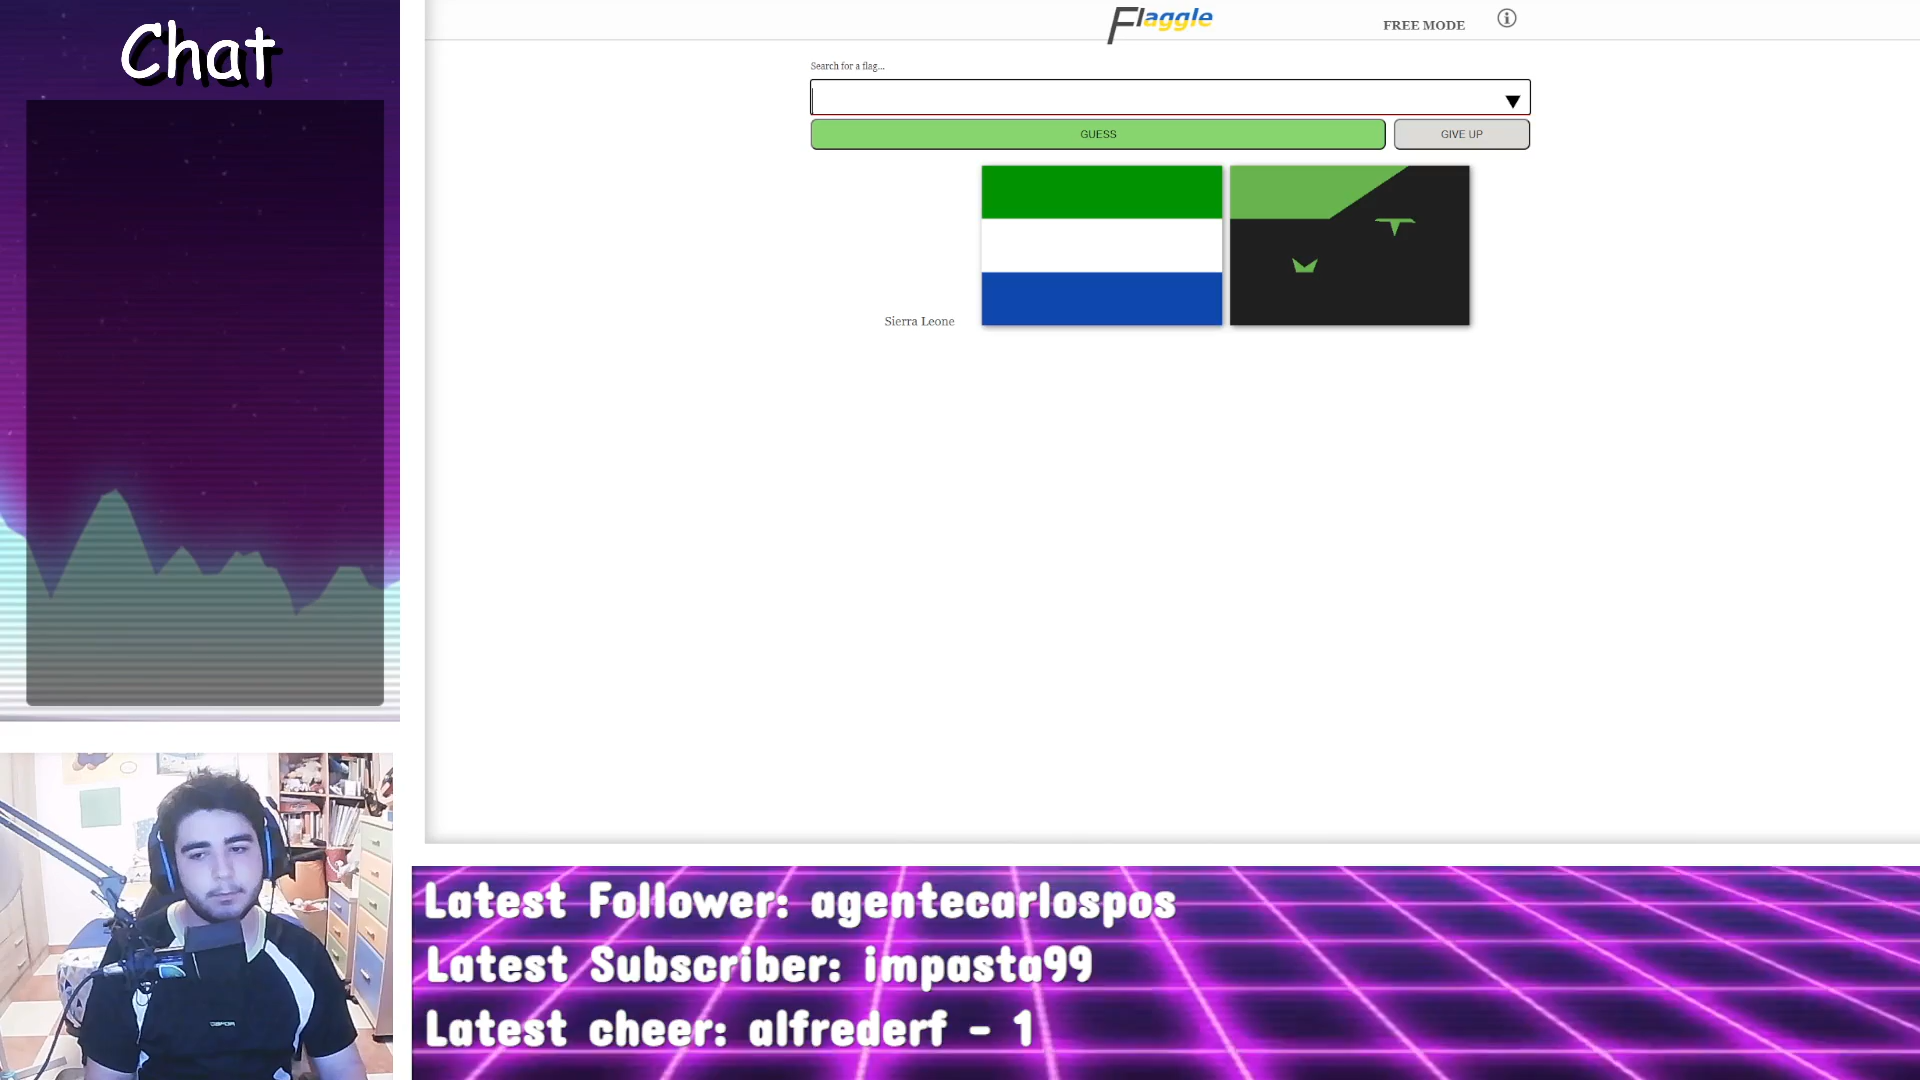 Chat
Flaggle
FREE MODE
Search for a flag...
GUESS
GIVE UP
Sierra Leone
Latest Follower: agentecarlospos
Latest Subscriber: impasta99
Latest cheer: alfrederf - 1